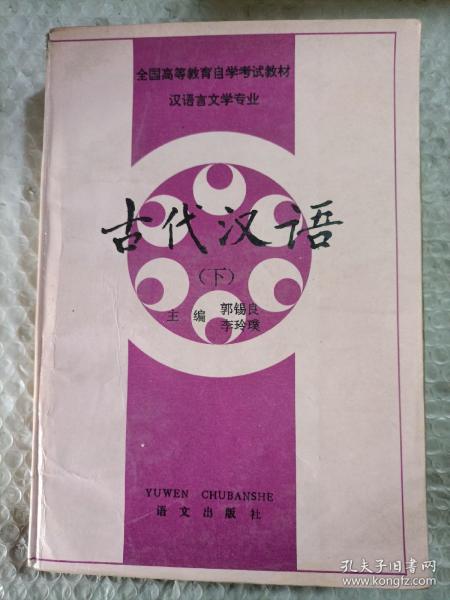 全国高等教育自学考试教材
汉语言文学专业
古代汉语
（下）
主编 郭锡良
李玲璞
YUWEN CHUBANSHE
语文出版社
孔夫子旧书网
www.kongfz.com